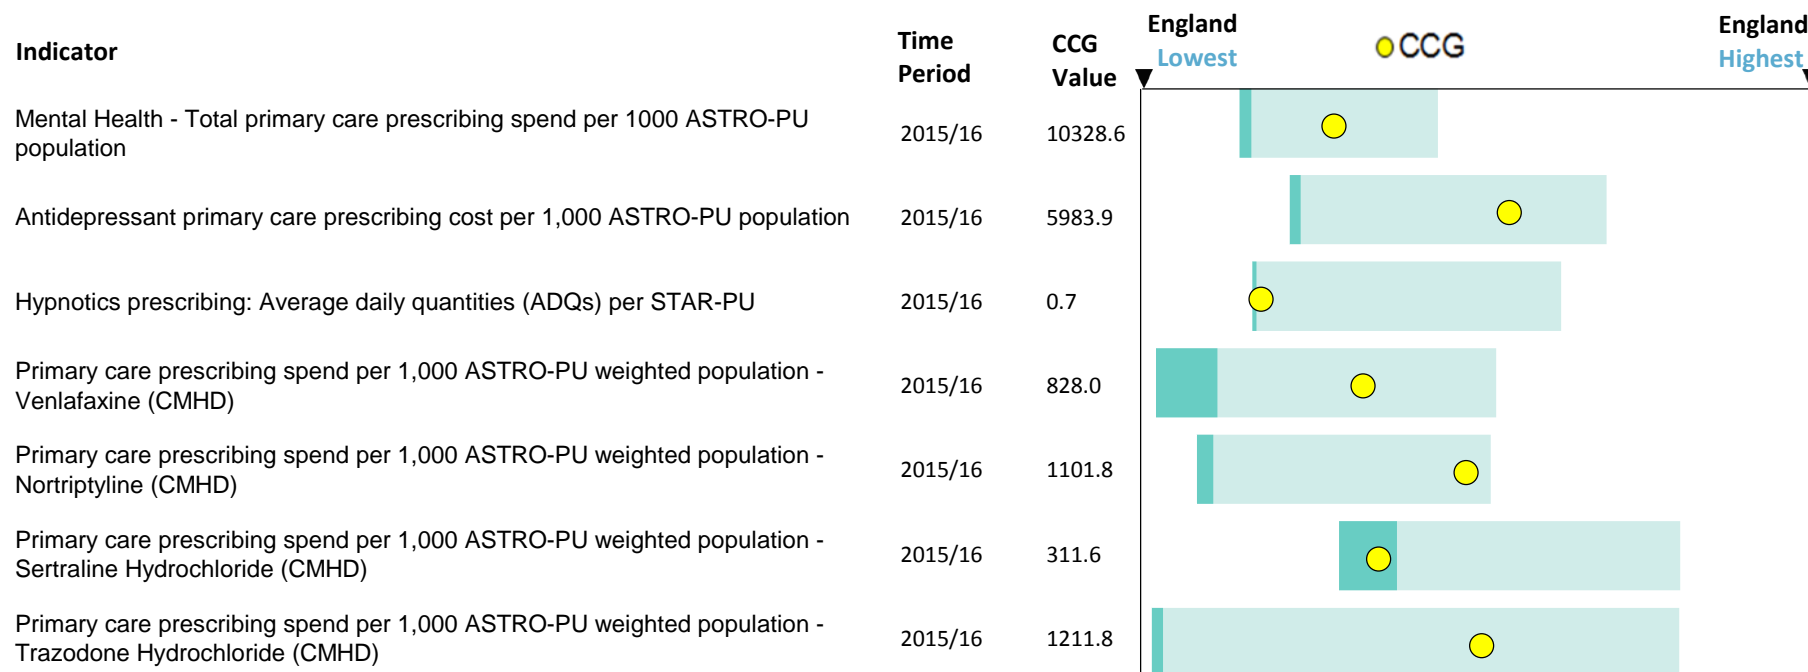 Indicator
Time
Period
CCG
Value
England
Lowest
CCG
England
Highest
Mental Health - Total primary care prescribing spend per 1000 ASTRO-PU
population
2015/16
10328.6
Antidepressant primary care prescribing cost per 1,000 ASTRO-PU population
2015/16
5983.9
Hypnotics prescribing: Average daily quantities (ADQs) per STAR-PU
2015/16
0.7
Primary care prescribing spend per 1,000 ASTRO-PU weighted population -
Venlafaxine (CMHD)
2015/16
828.0
Primary care prescribing spend per 1,000 ASTRO-PU weighted population -
Nortriptyline (CMHD)
2015/16
1101.8
Primary care prescribing spend per 1,000 ASTRO-PU weighted population -
Sertraline Hydrochloride (CMHD)
2015/16
311.6
Primary care prescribing spend per 1,000 ASTRO-PU weighted population -
Trazodone Hydrochloride (CMHD)
2015/16
1211.8